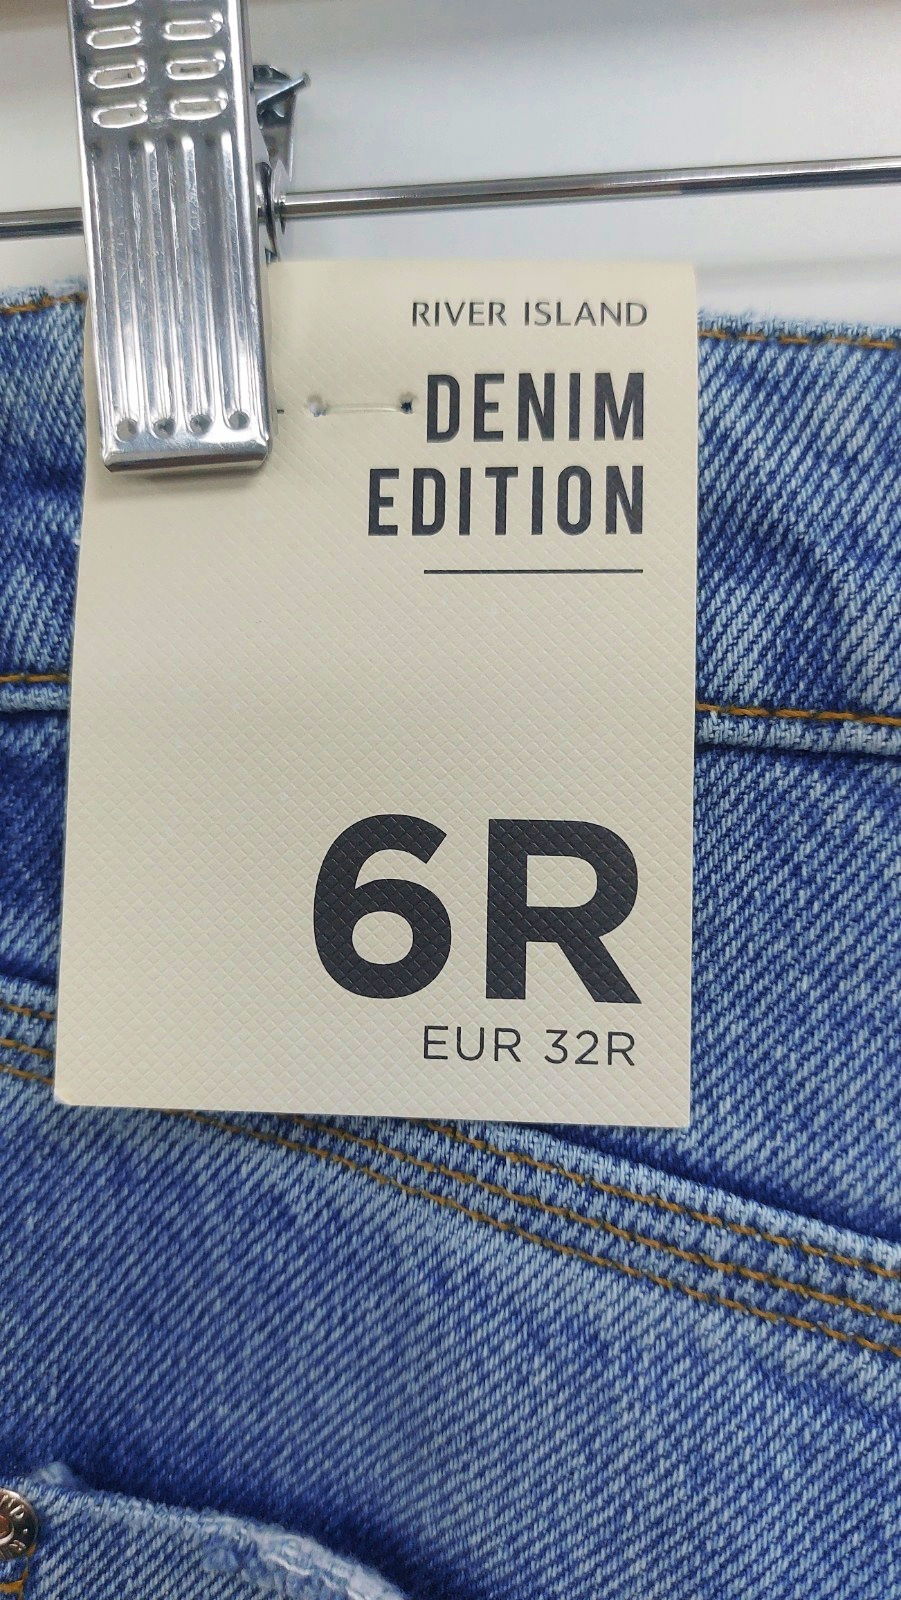 RIVER ISLAND
DENIM
EDITION
6R
EUR 32R